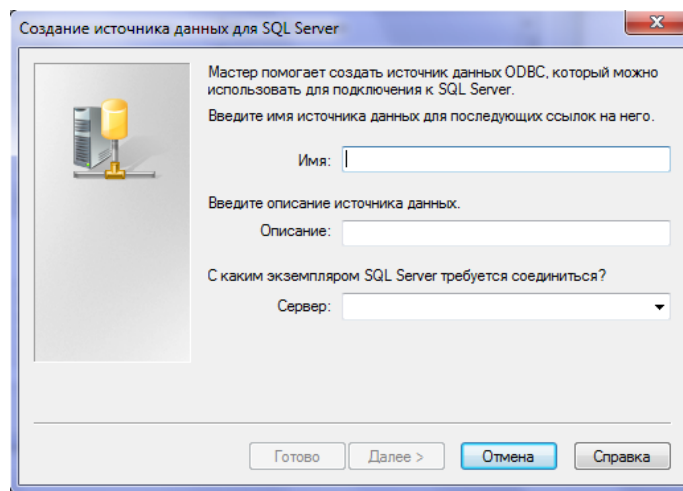 Создание источника данных для SQL Server
Мастер помогает создать источник данных ODBC, который можно
использовать для подключения к SQL Server.
Введите имя источника данных для последующих ссылок на него.
Имя:
Введите описание источника данных.
Описание:
С каким экземпляром SQL Server требуется соединиться?
Сервер:
Готово Далее > Отмена Справка